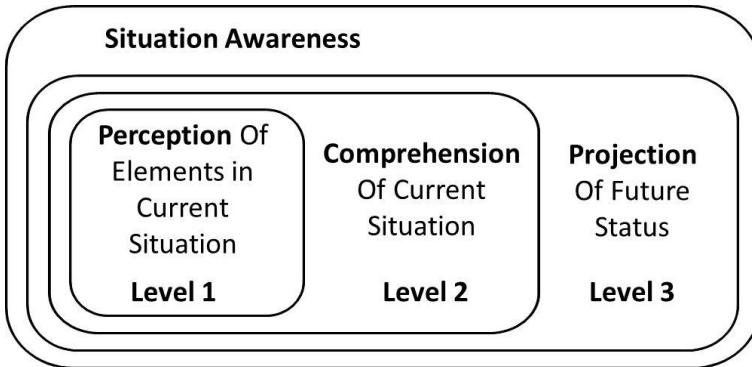 Situation Awareness
Perception Of
Elements in
Current
Situation
Level 1
Comprehension
Of Current
Situation
Level 2
Projection
Of Future
Status
Level 3